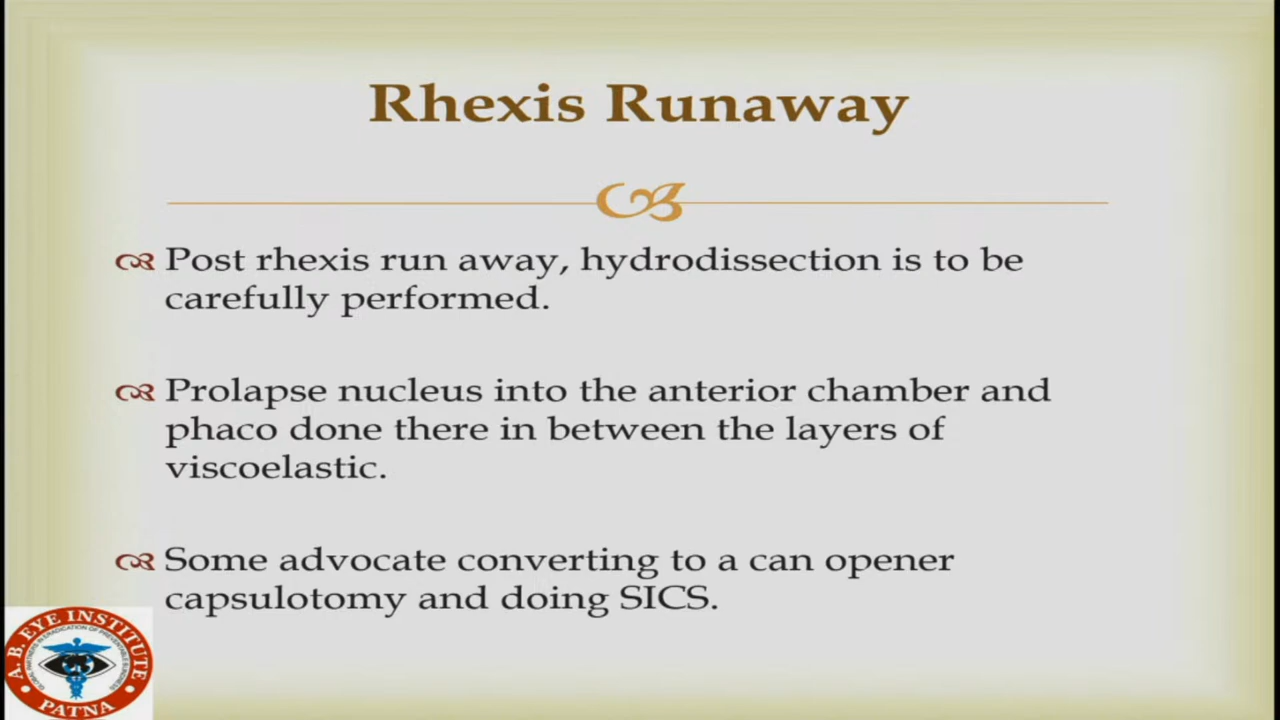 Rhexis Runaway
Post rhexis run away, hydrodissection is to be
carefully performed.
Prolapse nucleus into the anterior chamber and
phaco done there in between the layers of
viscoelastic.
Some advocate converting to a can opener
capsulotomy and doing SICS.
A. B. EYE INSTITUTE
PATNA